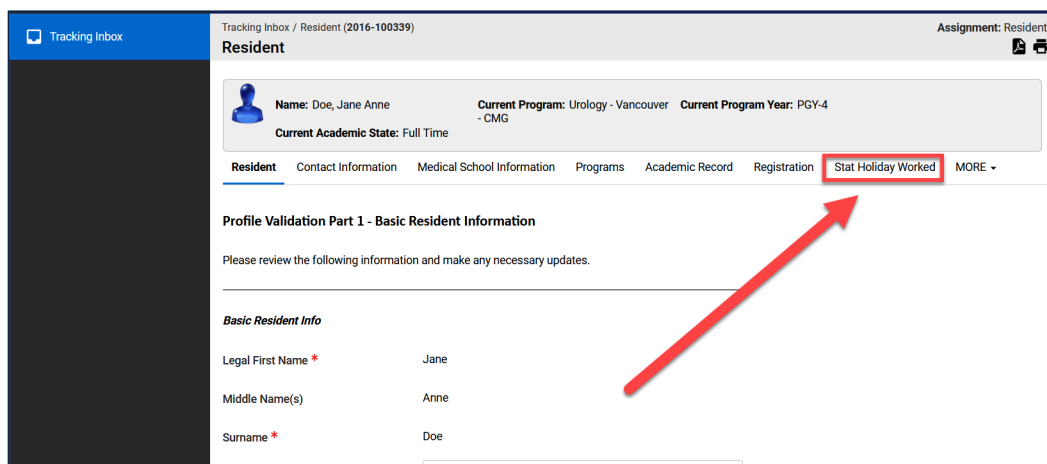 Tracking Inbox
Tracking Inbox / Resident (2016-100339)
Assignment: Resident
Resident
Name: Doe, Jane Anne
Current Program: Urology - Vancouver
- CMG
Current Program Year: PGY-4
Current Academic State: Full Time
Resident Contact Information Medical School Information Programs Academic Record Registration Stat Holiday Worked MORE
Profile Validation Part 1 - Basic Resident Information
Please review the following information and make any necessary updates.
Basic Resident Info
Legal First Name * Jane
Middle Name(s) Anne
Surname * Doe